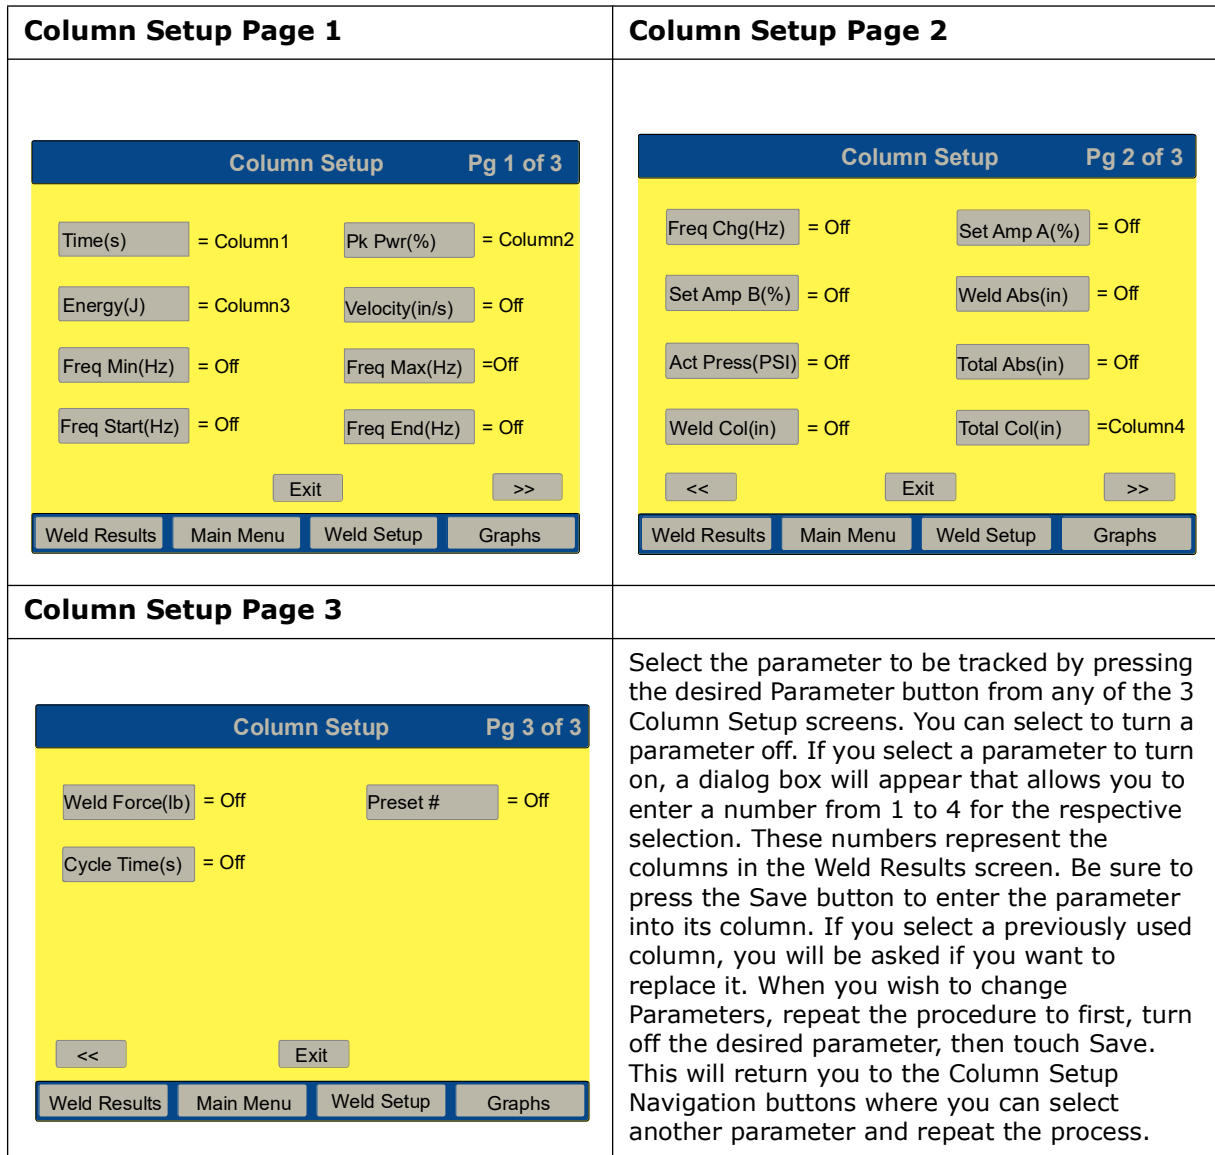 Column Setup Page 1
Column Setup Page 2
Column Setup Pg 1 of 3
Time(s) = Column1 Pk Pwr(%) = Column2
Energy(J) = Column3 Velocity(in/s) = Off
Freq Min(Hz) = Off Freq Max(Hz) =Off
Freq Start(Hz) = Off Freq End(Hz) = Off
Exit >>
Weld Results Main Menu Weld Setup Graphs
Column Setup Pg 2 of 3
Freq Chg(Hz) = Off Set Amp A(%) = Off
Set Amp B(%) = Off Weld Abs(in) = Off
Act Press(PSI) = Off Total Abs(in) = Off
Weld Col(in) = Off Total Col(in) =Column4
<< Exit >>
Weld Results Main Menu Weld Setup Graphs
Column Setup Page 3
Column Setup Pg 3 of 3
Weld Force(lb) = Off Preset # = Off
Cycle Time(s) = Off
<< Exit
Weld Results Main Menu Weld Setup Graphs
Select the parameter to be tracked by pressing
the desired Parameter button from any of the 3
Column Setup screens. You can select to turn a
parameter off. If you select a parameter to turn
on, a dialog box will appear that allows you to
enter a number from 1 to 4 for the respective
selection. These numbers represent the
columns in the Weld Results screen. Be sure to
press the Save button to enter the parameter
into its column. If you select a previously used
column, you will be asked if you want to
replace it. When you wish to change
Parameters, repeat the procedure to first, turn
off the desired parameter, then touch Save.
This will return you to the Column Setup
Navigation buttons where you can select
another parameter and repeat the process.